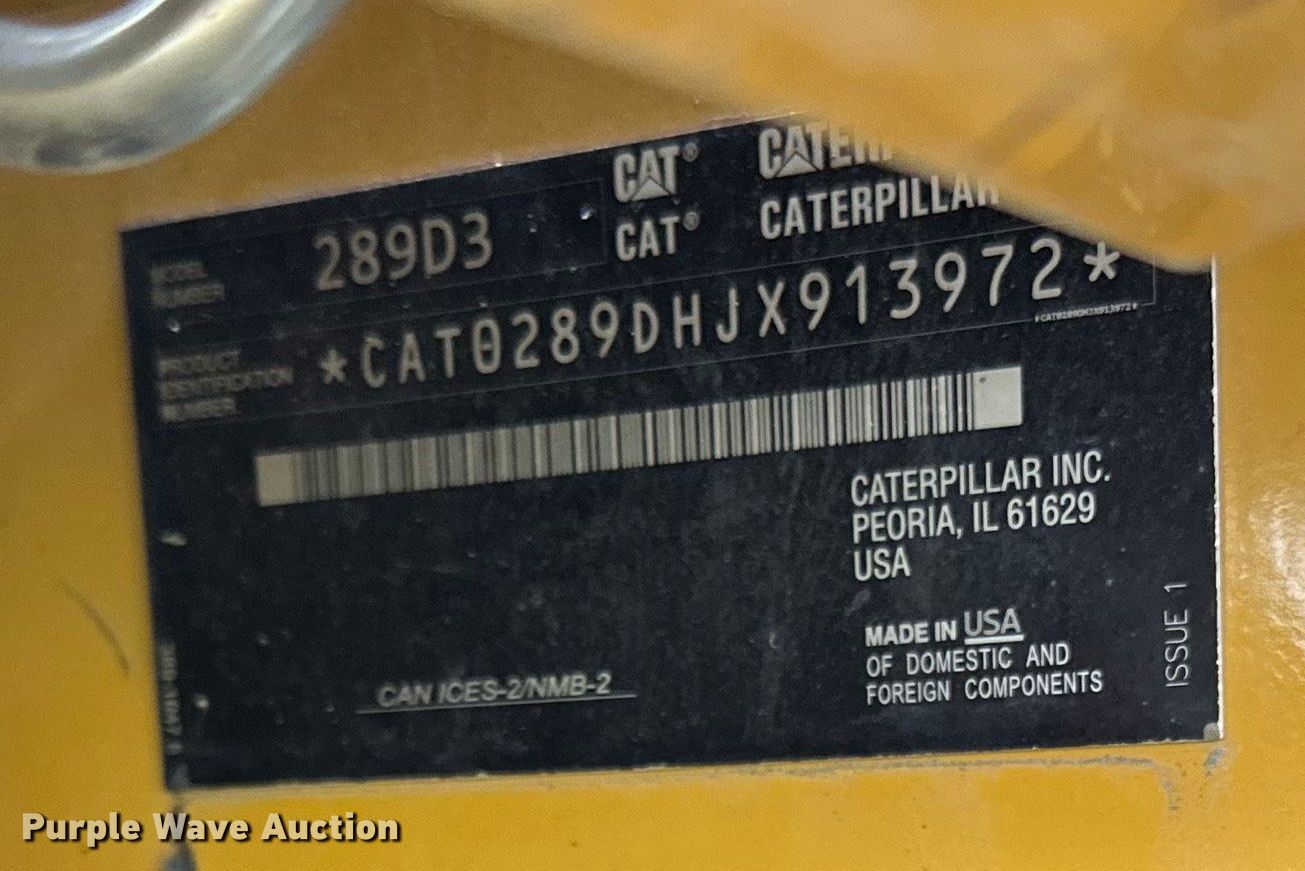 CAT®
CAT®
CATERPILLAR
MODEL
NUMBER
289D3
PRODUCT
IDENTIFICATION
NUMBER
*CAT0289DHJX913972*
*CAT0289DHJX913972*
CATERPILLAR INC.
PEORIA, IL 61629
USA
MADE IN USA
OF DOMESTIC AND
FOREIGN COMPONENTS
CAN ICES-2/NMB-2
ISSUE 1
Purple Wave Auction